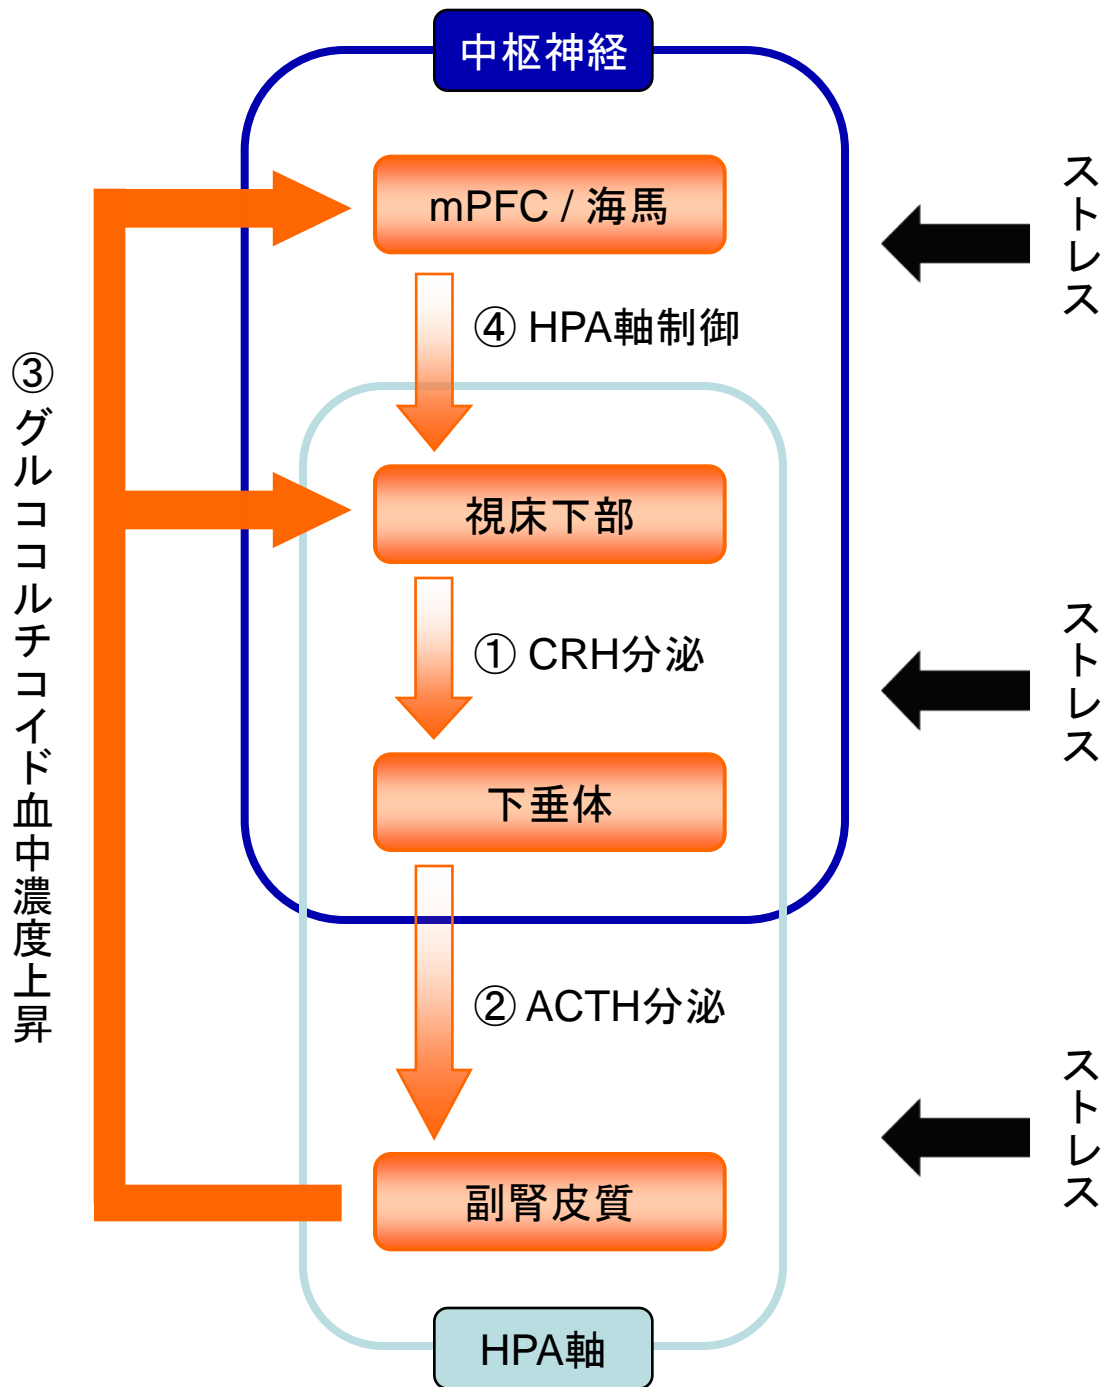 中枢神経
mPFC / 海馬
ストレス
④ HPA軸制御
③グルココルチコイド血中濃度上昇
視床下部
① CRH分泌
ストレス
下垂体
② ACTH分泌
ストレス
副腎皮質
HPA軸